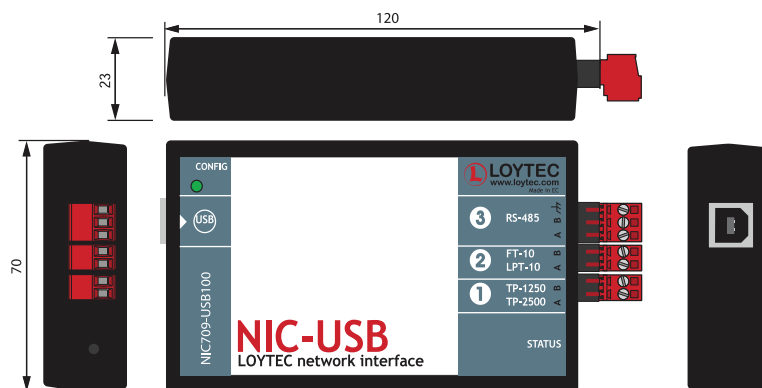 120
23
70
CONFIG
USB
NIC709-USB100
NIC-USB
LOYTEC network interface
L LOYTEC
www.loytec.com
Made in EC
3 RS-485 A B
2 FT-10 B
LPT-10 A
1 TP-1250 B
TP-2500 A
STATUS